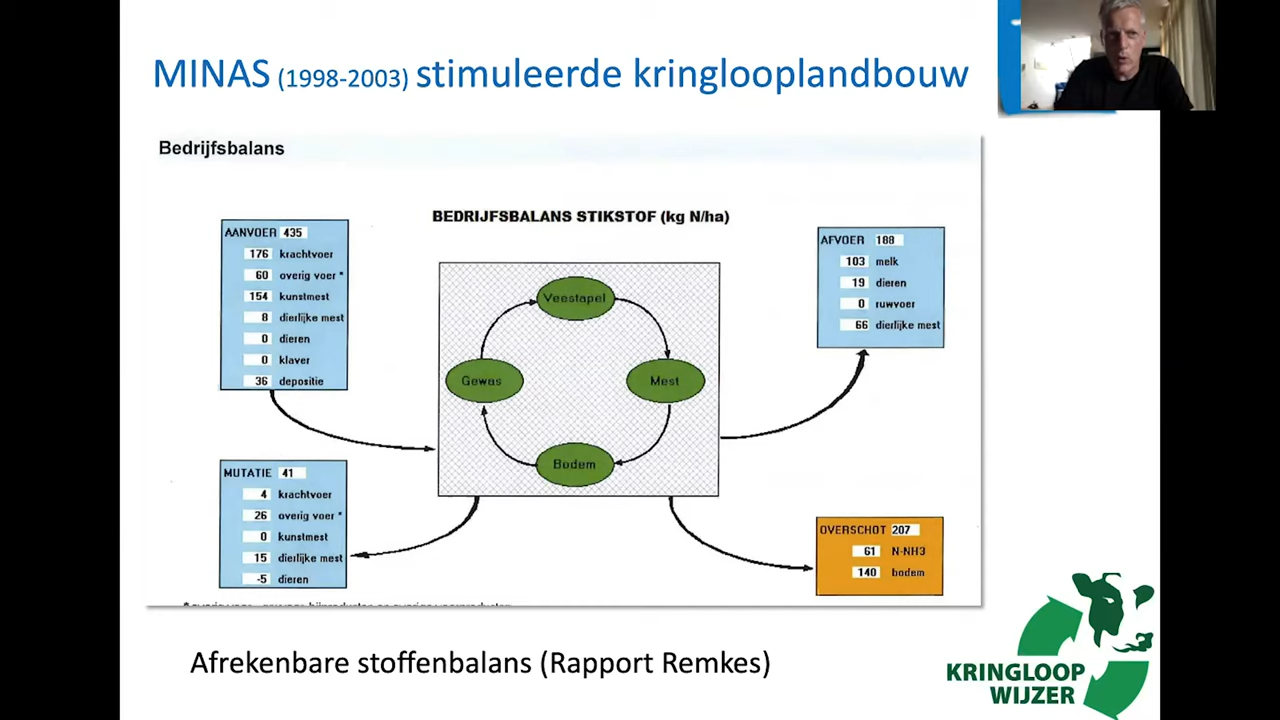 MINAS (1998-2003) stimuleerde kringlooplandbouw
Bedrijfsbalans
BEDRIJFSBALANS STIKSTOF (kg N/ha)
AANVOER 435
176 krachtvoer
60 overig voer *
154 kunstmest
8 dierlijke mest
0 dieren
0 klaver
36 depositie
AFVOER 188
103 melk
19 dieren
0 ruwvoer
66 dierlijke mest
Veestapel
Gewas
Mest
Bodem
MUTATIE 41
4 krachtvoer
26 overig voer *
0 kunstmest
15 dierlijke mest
-5 dieren
OVERSCHOT 207
61 N-NH3
140 bodem
Afrekenbare stoffenbalans (Rapport Remkes)
KRINGLOOP
WIJZER